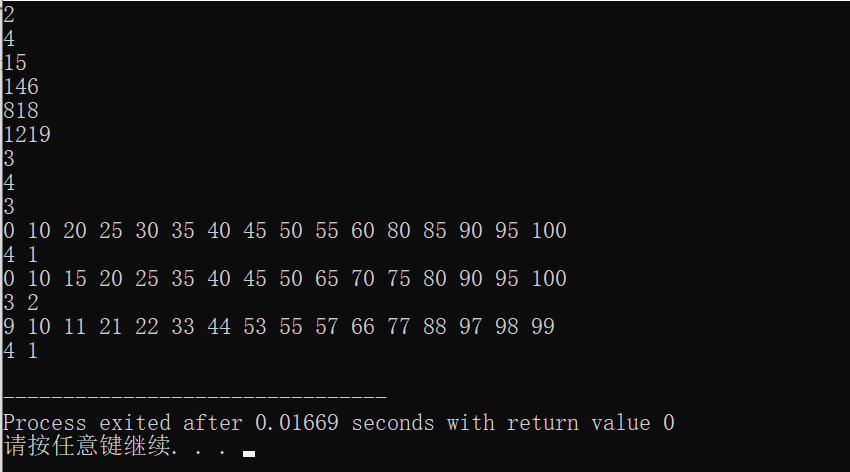 2
4
15
146
818
1219
3
4
3
0 10 20 25 30 35 40 45 50 55 60 80 85 90 95 100
4 1
0 10 15 20 25 35 40 45 50 65 70 75 80 90 95 100
3 2
9 10 11 21 22 33 44 53 55 57 66 77 88 97 98 99
4 1
--------------------------------
Process exited after 0.01669 seconds with return value 0
请按任意键继续. . .